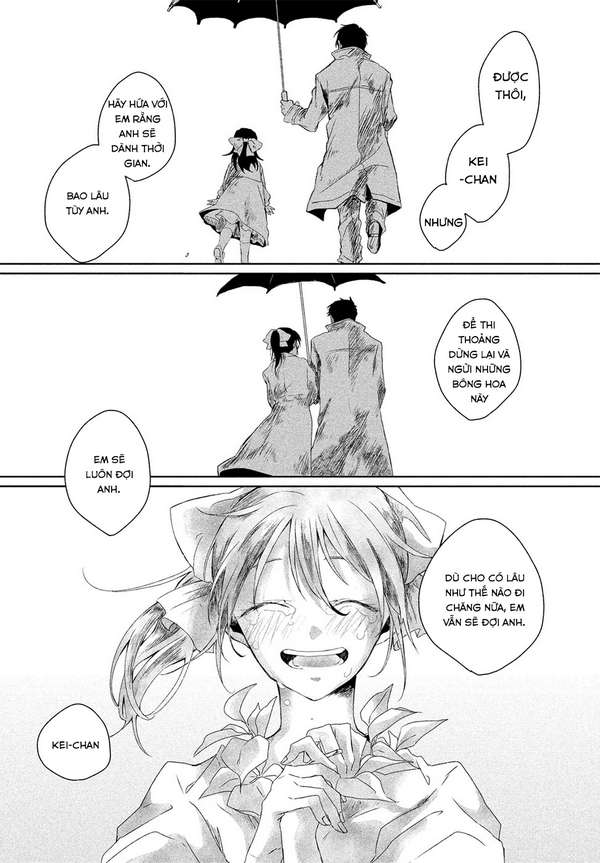 ĐƯỢC
THÔI,
KEI
-CHAN
NHƯNG
HÃY HỨA VỚI
EM RẰNG
ANH SẼ
DÀNH THỜI
GIAN.
BAO LÂU
TÙY ANH.
ĐỂ THI
THOẢNG
DỪNG LẠI VÀ
NGỬI NHỮNG
BÔNG HOA
NÀY
EM SẼ
LUÔN ĐỢI
ANH.
DÙ CHO CÓ LÂU
NHƯ THẾ NÀO ĐI
CHĂNG NỮA, EM
VẪN SẼ ĐỢI ANH.
KEI-CHAN